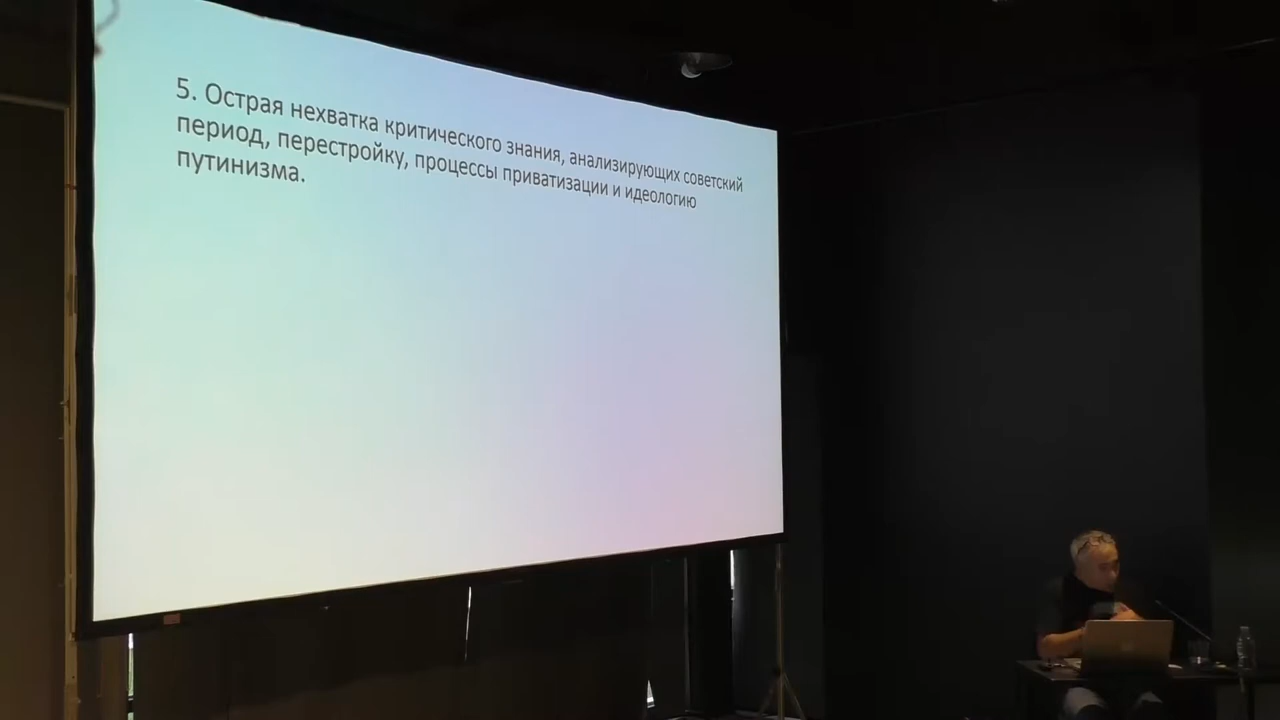 5. Острая нехватка критического знания, анализирующих советский
период, перестройку, процессы приватизации и идеологию
путинизма.